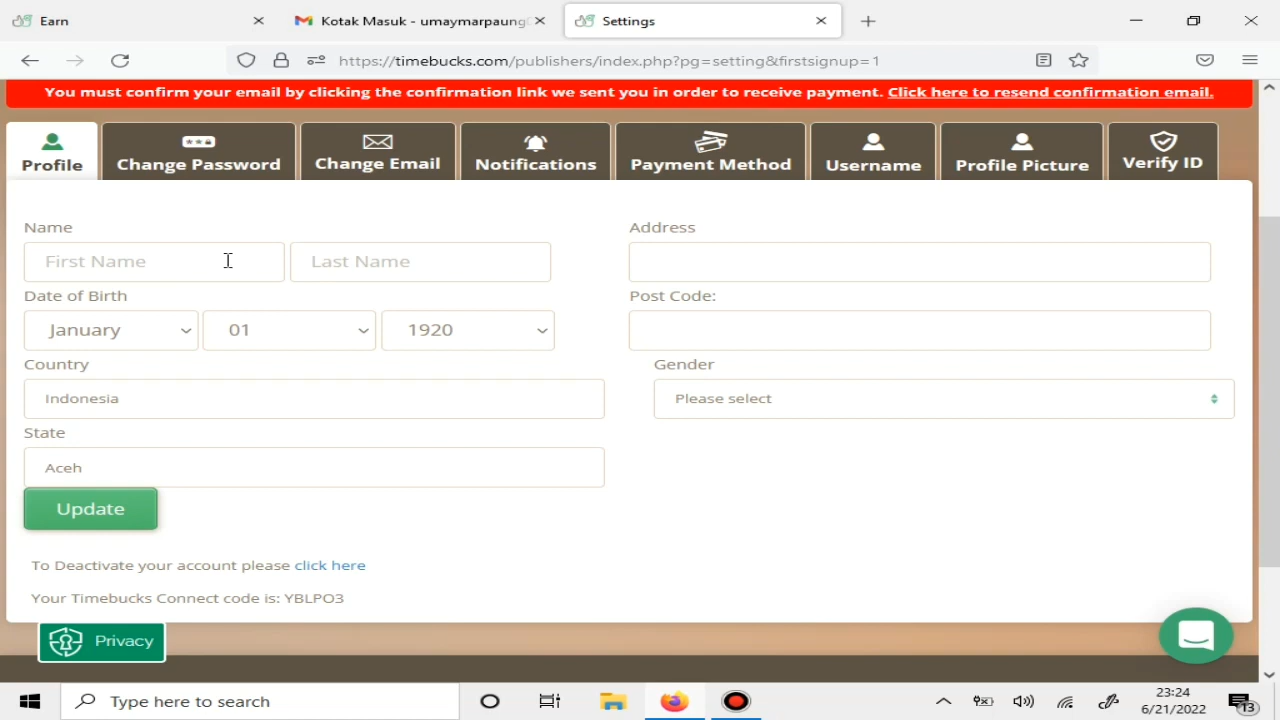 Earn
Kotak Masuk - umaymarpaung
Settings
https://timebucks.com/publishers/index.php?pg=setting&firstsignup=1
You must confirm your email by clicking the confirmation link we sent you in order to receive payment. Click here to resend confirmation email.
Profile
Change Password
Change Email
Notifications
Payment Method
Username
Profile Picture
Verify ID
Name
Address
First Name
Last Name
Date of Birth
Post Code:
January
01
1920
Country
Gender
Indonesia
Please select
State
Aceh
Update
To Deactivate your account please click here
Your Timebucks Connect code is: YBLPO3
Privacy
Type here to search
23:24
6/21/2022
13